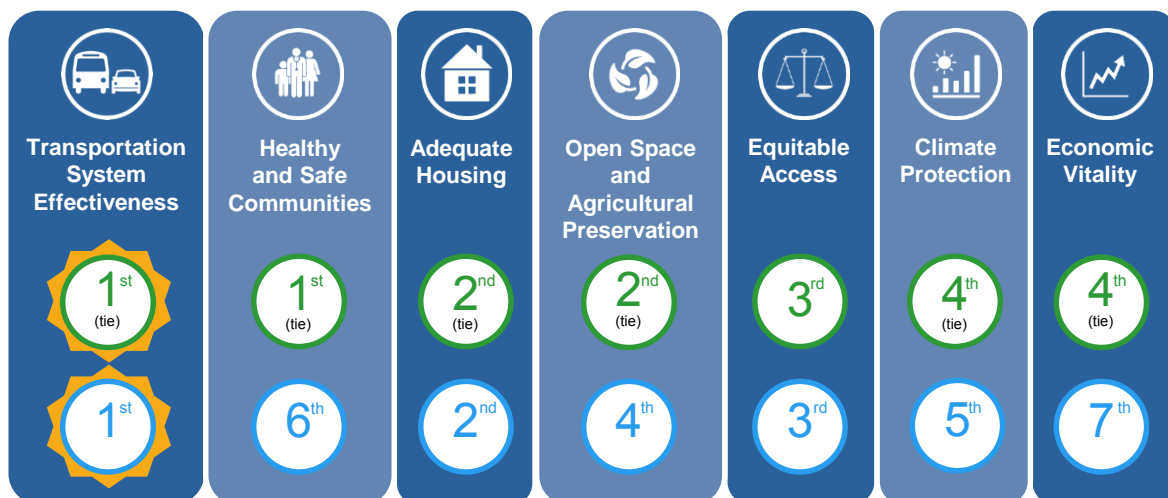 Transportation
System
Effectiveness
1st
(tie)
1st
Healthy
and Safe
Communities
1st
(tie)
6th
Adequate
Housing
2nd
(tie)
2nd
Open Space
and
Agricultural
Preservation
2nd
(tie)
4th
Equitable
Access
3rd
3rd
Climate
Protection
4th
(tie)
5th
Economic
Vitality
4th
(tie)
7th